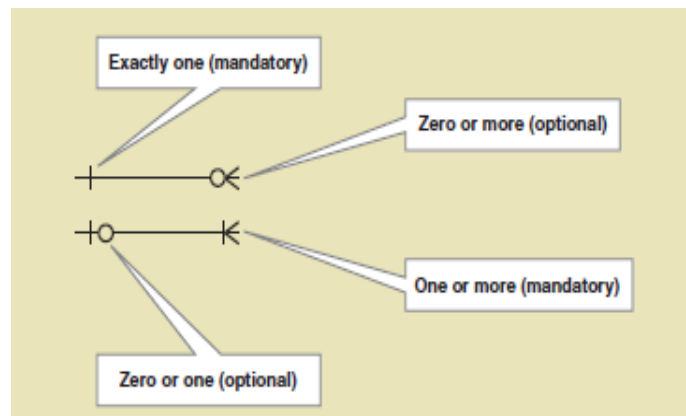 Exactly one (mandatory)
Zero or more (optional)
One or more (mandatory)
Zero or one (optional)